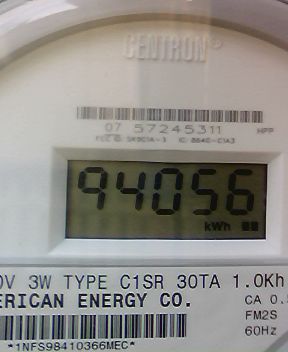 CENTRON®
07 57245311
HPP
94056
kWh
0V 3W TYPE C1SR 30TA 1.0Kh
ERICAN ENERGY CO.
CA 0.
FM2S
60Hz
*1NFS98410366MEC*